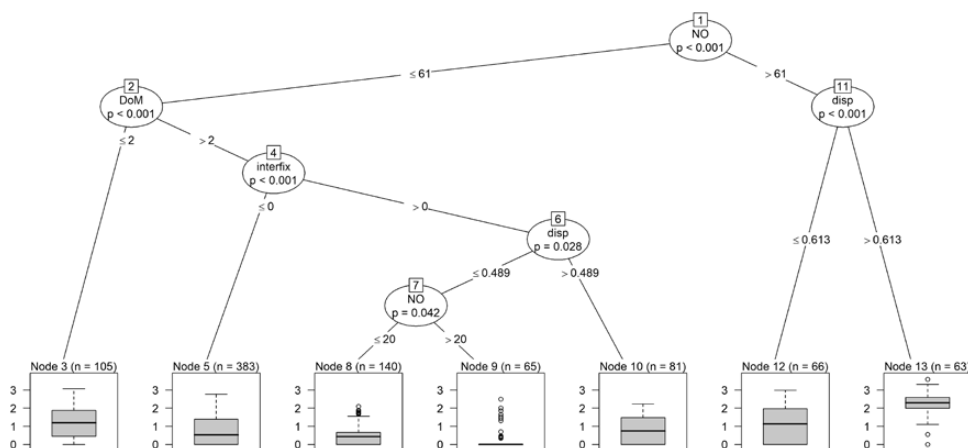 1
NO
p < 0.001
≤ 61
> 61
2
DoM
p < 0.001
11
disp
p < 0.001
≤ 2
> 2
4
interfix
p < 0.001
≤ 0
> 0
6
disp
p = 0.028
≤ 0.613
> 0.613
≤ 0.489
> 0.489
7
NO
p = 0.042
≤ 20
> 20
Node 3 (n = 105)
Node 5 (n = 383)
Node 8 (n = 140)
Node 9 (n = 65)
Node 10 (n = 81)
Node 12 (n = 66)
Node 13 (n = 63)
3 3 3 3 3 3 3
2 2 2 2 2 2 2
1 1 1 1 1 1 1
0 0 0 0 0 0 0